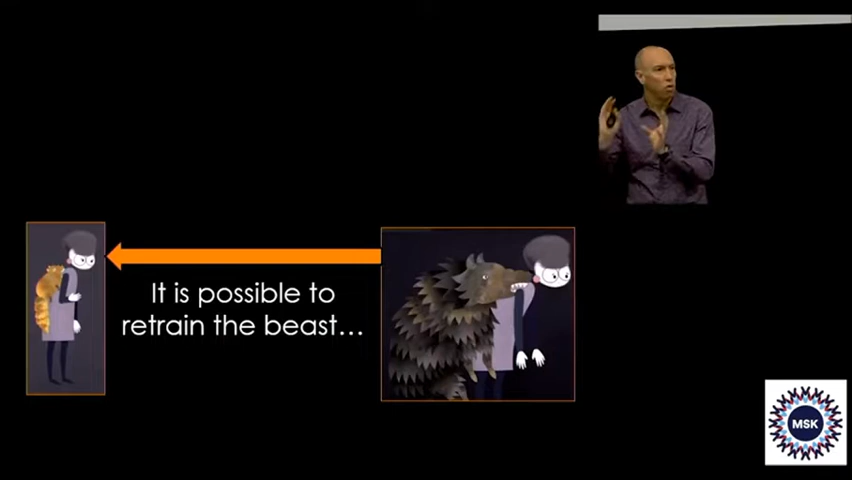 It is possible to
retrain the beast…
MSK